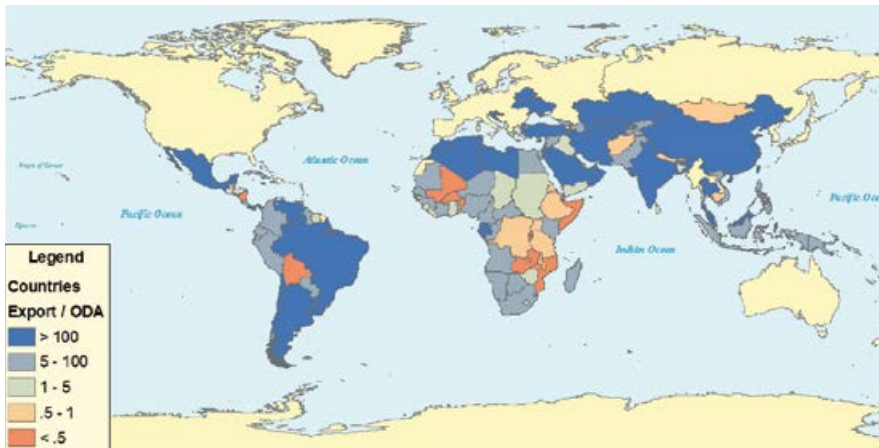 Atlantic Ocean
Pacific Ocean
Pacific Oce
Indian Ocean
Legend
Countries
Export / ODA
> 100
5 - 100
1 - 5
.5 - 1
< .5